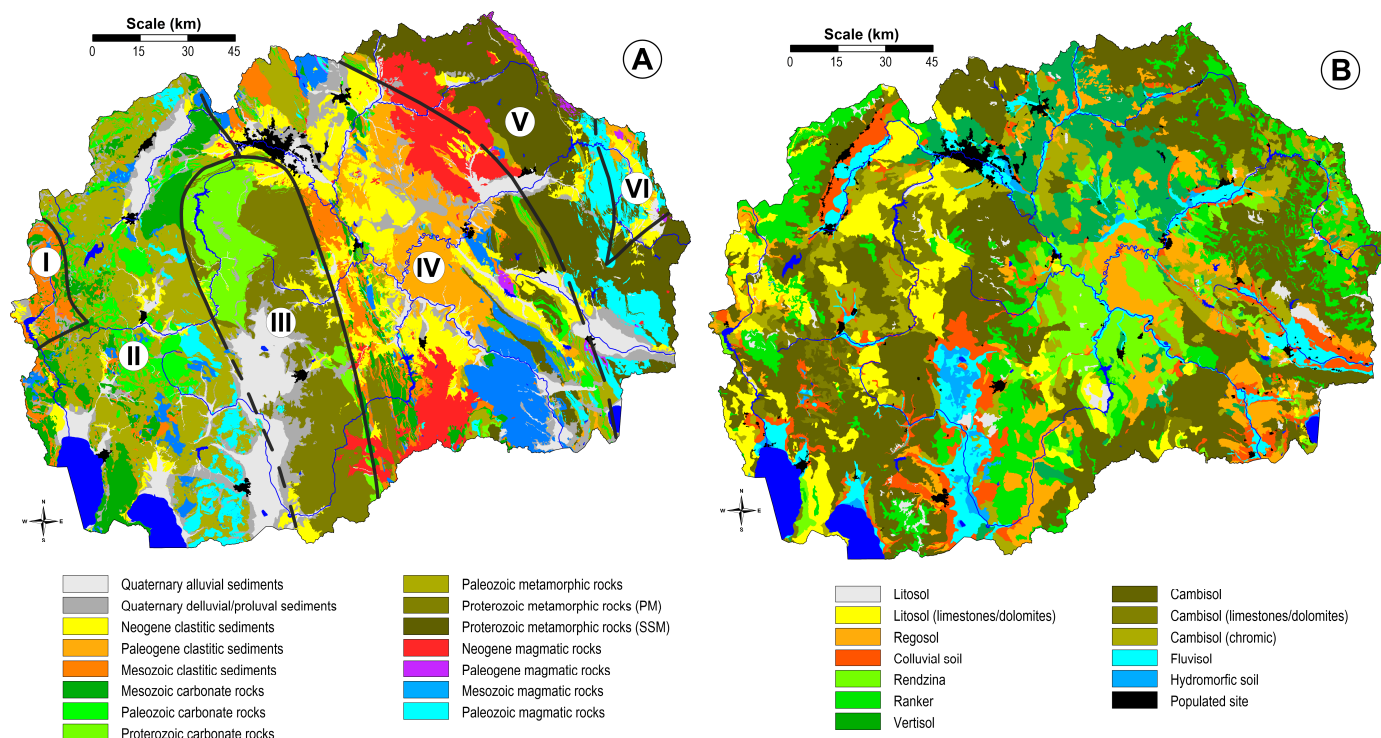 Scale (km)
0 15 30 45
A
I
II
III
IV
V
VI
N
W E
S
Quaternary alluvial sediments
Quaternary delluvial/proluval sediments
Neogene clastitic sediments
Paleogene clastitic sediments
Mesozoic clastitic sediments
Mesozoic carbonate rocks
Paleozoic carbonate rocks
Proterozoic carbonate rocks
Paleozoic metamorphic rocks
Proterozoic metamorphic rocks (PM)
Proterozoic metamorphic rocks (SSM)
Neogene magmatic rocks
Paleogene magmatic rocks
Mesozoic magmatic rocks
Paleozoic magmatic rocks
Scale (km)
0 15 30 45
B
N
W E
S
Litosol
Litosol (limestones/dolomites)
Regosol
Colluvial soil
Rendzina
Ranker
Vertisol
Cambisol
Cambisol (limestones/dolomites)
Cambisol (chromic)
Fluvisol
Hydromorfic soil
Populated site